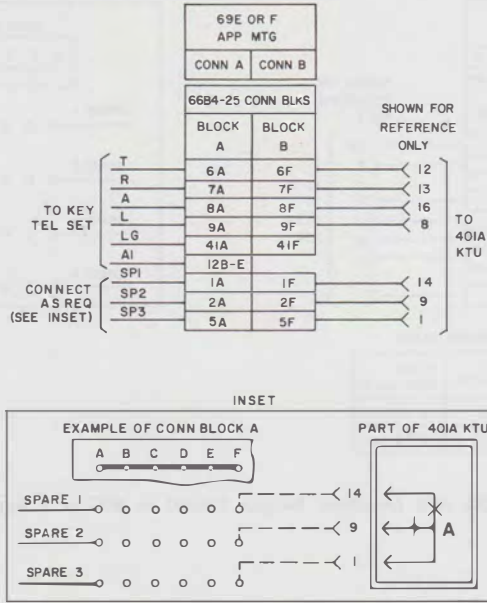 69E OR F
APP MTG
CONN A CONN B
66B4-25 CONN BLKS
BLOCK A BLOCK B
SHOWN FOR
REFERENCE
ONLY
T 6A 6F 12
R 7A 7F 13
A 8A 8F 16
L 9A 9F 8
LG 41A 41F
A1 12B-E
SP1 1A 1F 14
SP2 2A 2F 9
SP3 5A 5F 1
TO KEY
TEL SET
CONNECT
AS REQ
(SEE INSET)
TO
401A
KTU
INSET
EXAMPLE OF CONN BLOCK A
PART OF 401A KTU
A B C D E F
SPARE 1 14
SPARE 2 9 A
SPARE 3 1